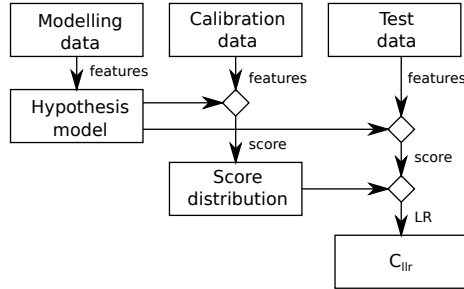 Modelling
data
Calibration
data
Test
data
features
features
features
Hypothesis
model
score
score
Score
distribution
LR
Cllr